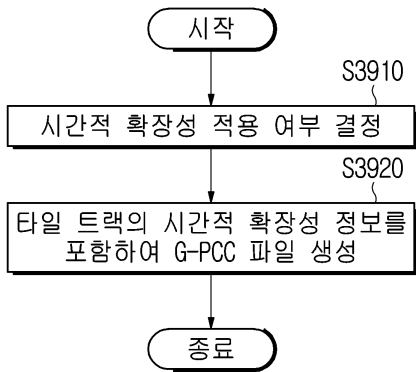 시작
S3910
시간적 확장성 적용 여부 결정
S3920
타일 트랙의 시간적 확장성 정보를
포함하여 G-PCC 파일 생성
종료